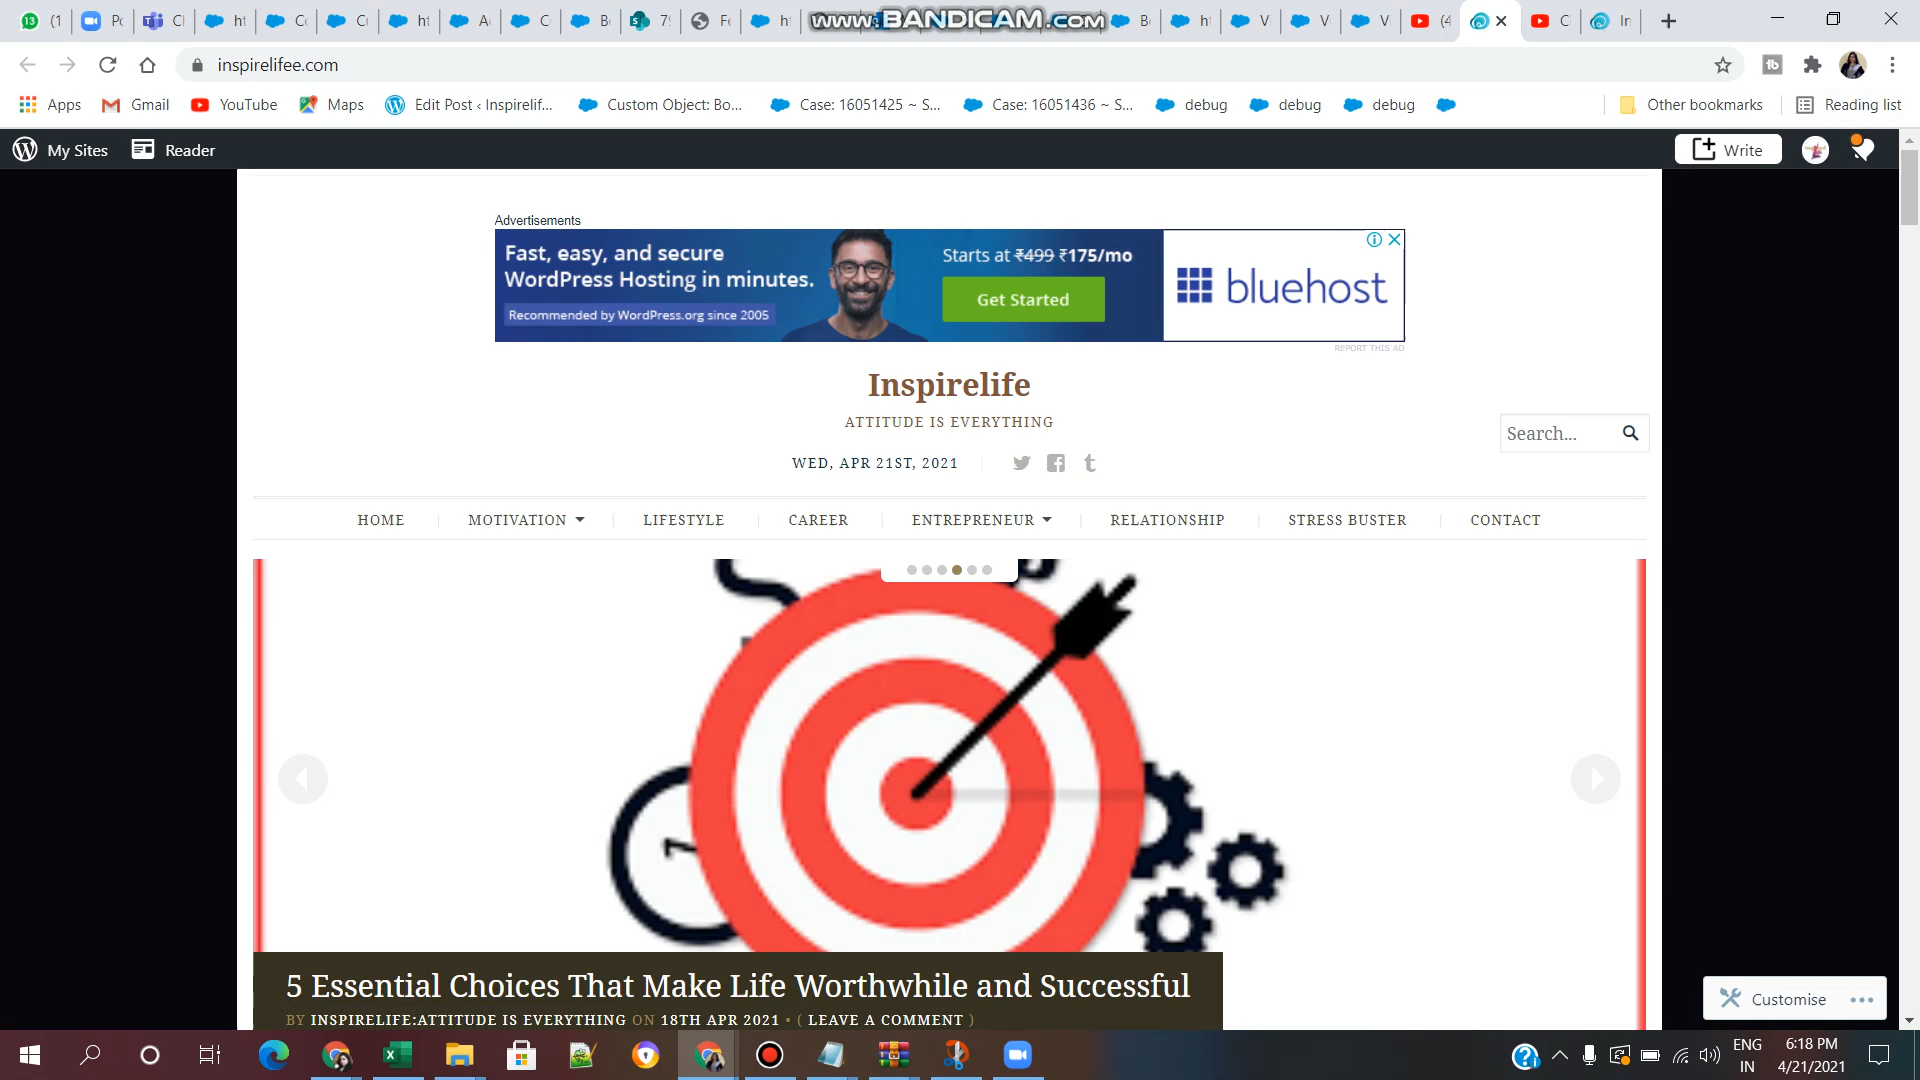 www.BANDICAM.com
inspirelifee.com
Apps
Gmail
YouTube
Maps
Edit Post ‹ Inspirelif...
Custom Object: Bo...
Case: 16051425 ~ S...
Case: 16051436 ~ S...
debug
debug
debug
Other bookmarks
Reading list
My Sites
Reader
Write
Advertisements
Fast, easy, and secure
WordPress Hosting in minutes.
Recommended by WordPress.org since 2005
Starts at ₹499 ₹175/mo
Get Started
bluehost
REPORT THIS AD
Inspirelife
ATTITUDE IS EVERYTHING
Search...
WED, APR 21ST, 2021
HOME
MOTIVATION
LIFESTYLE
CAREER
ENTREPRENEUR
RELATIONSHIP
STRESS BUSTER
CONTACT
5 Essential Choices That Make Life Worthwhile and Successful
BY INSPIRELIFE:ATTITUDE IS EVERYTHING ON 18TH APR 2021 • ( LEAVE A COMMENT )
Customise
ENG
IN
6:18 PM
4/21/2021